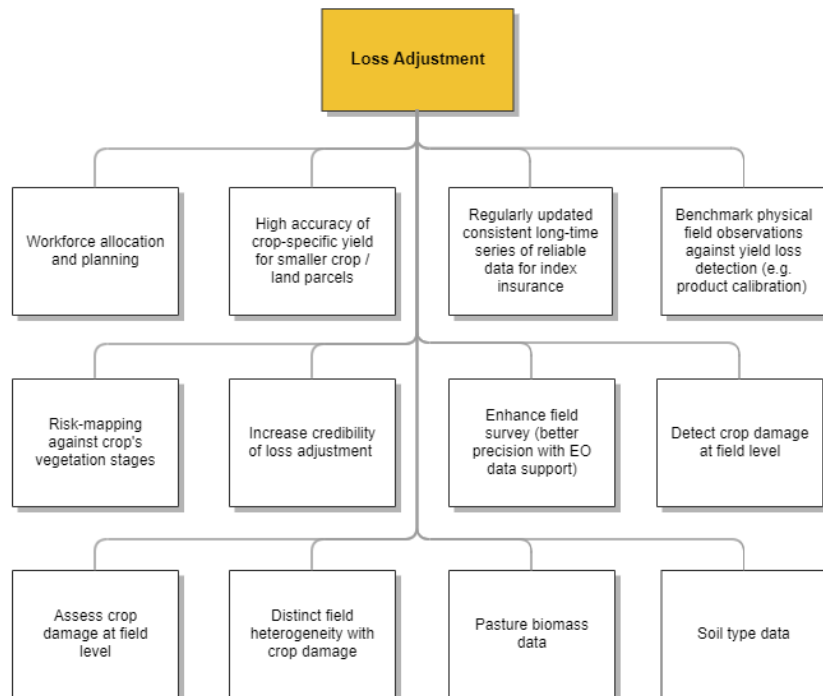 Loss Adjustment
Workforce allocation
and planning
High accuracy of
crop-specific yield
for smaller crop /
land parcels
Regularly updated
consistent long-time
series of reliable
data for index
insurance
Benchmark physical
field observations
against yield loss
detection (e.g.
product calibration)
Risk-mapping
against crop's
vegetation stages
Increase credibility
of loss adjustment
Enhance field
survey (better
precision with EO
data support)
Detect crop damage
at field level
Assess crop
damage at field
level
Distinct field
heterogeneity with
crop damage
Pasture biomass
data
Soil type data